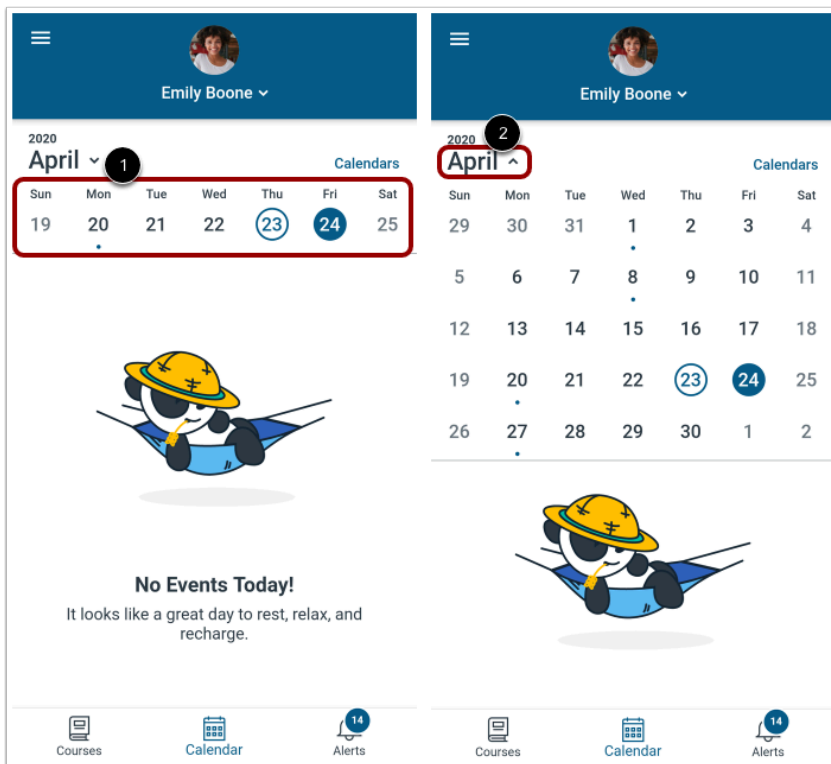 Emily Boone
2020
April
1
Calendars
Sun Mon Tue Wed Thu Fri Sat
19 20 21 22 23 24 25
No Events Today!
It looks like a great day to rest, relax, and
recharge.
Courses
Calendar
14
Alerts
Emily Boone
2020
2
April
Calendars
Sun Mon Tue Wed Thu Fri Sat
29 30 31 1 2 3 4
5 6 7 8 9 10 11
12 13 14 15 16 17 18
19 20 21 22 23 24 25
26 27 28 29 30 1 2
Courses
Calendar
14
Alerts